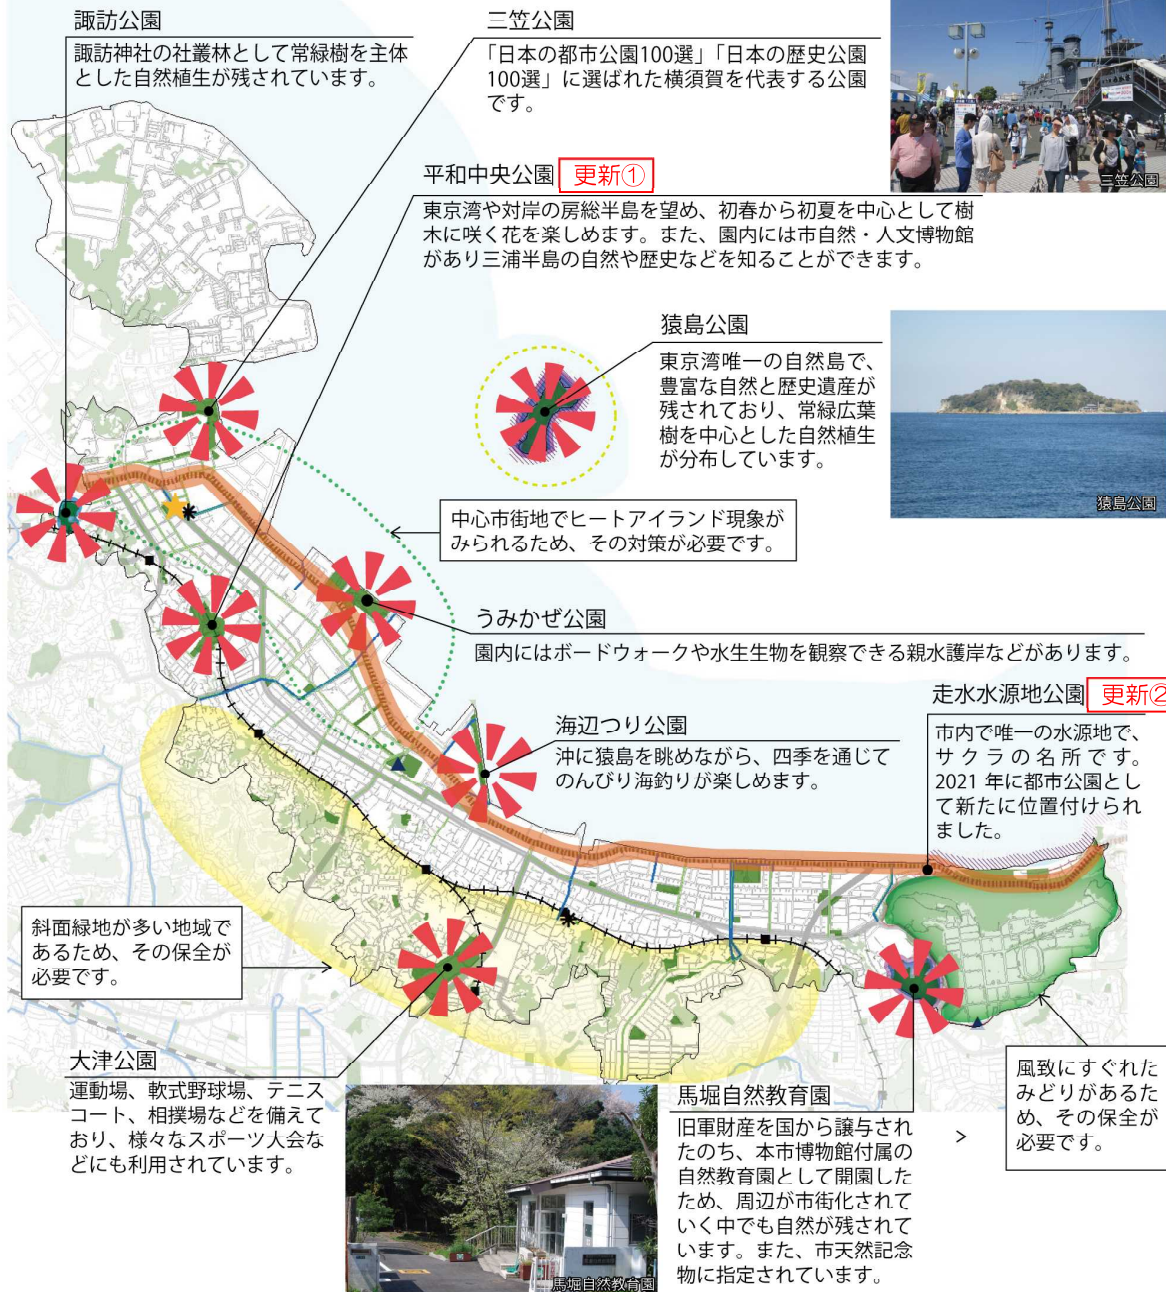 諏訪公園
諏訪神社の社叢林として常緑樹を主体
とした自然植生が残されています。
三笠公園
「日本の都市公園100選」「日本の歴史公園
100選」に選ばれた横須賀を代表する公園
です。
三笠公園
平和中央公園 更新①
東京湾や対岸の房総半島を望め、初春から初夏を中心として樹
木に咲く花を楽しめます。また、園内には市自然・人文博物館
があり三浦半島の自然や歴史などを知ることができます。
猿島公園
東京湾唯一の自然島で、
豊富な自然と歴史遺産が
残されており、常緑広葉
樹を中心とした自然植生
が分布しています。
猿島公園
中心市街地でヒートアイランド現象が
みられるため、その対策が必要です。
うみかぜ公園
園内にはボードウォークや水生生物を観察できる親水護岸などがあります。
走水水源地公園 更新②
市内で唯一の水源地で、
サクラの名所です。
2021 年に都市公園とし
て新たに位置付けられ
ました。
海辺つり公園
沖に猿島を眺めながら、四季を通じて
のんびり海釣りが楽しめます。
斜面緑地が多い地域で
あるため、その保全が
必要です。
大津公園
運動場、軟式野球場、テニス
コート、相撲場などを備えて
おり、様々なスポーツ大会な
どにも利用されています。
馬堀自然教育園
馬堀自然教育園
旧軍財産を国から譲与され
たのち、本市博物館付属の
自然教育園として開園した
ため、周辺が市街化されて
いく中でも自然が残されて
います。また、市天然記念
物に指定されています。
>
風致にすぐれた
みどりがあるた
め、その保全が
必要です。